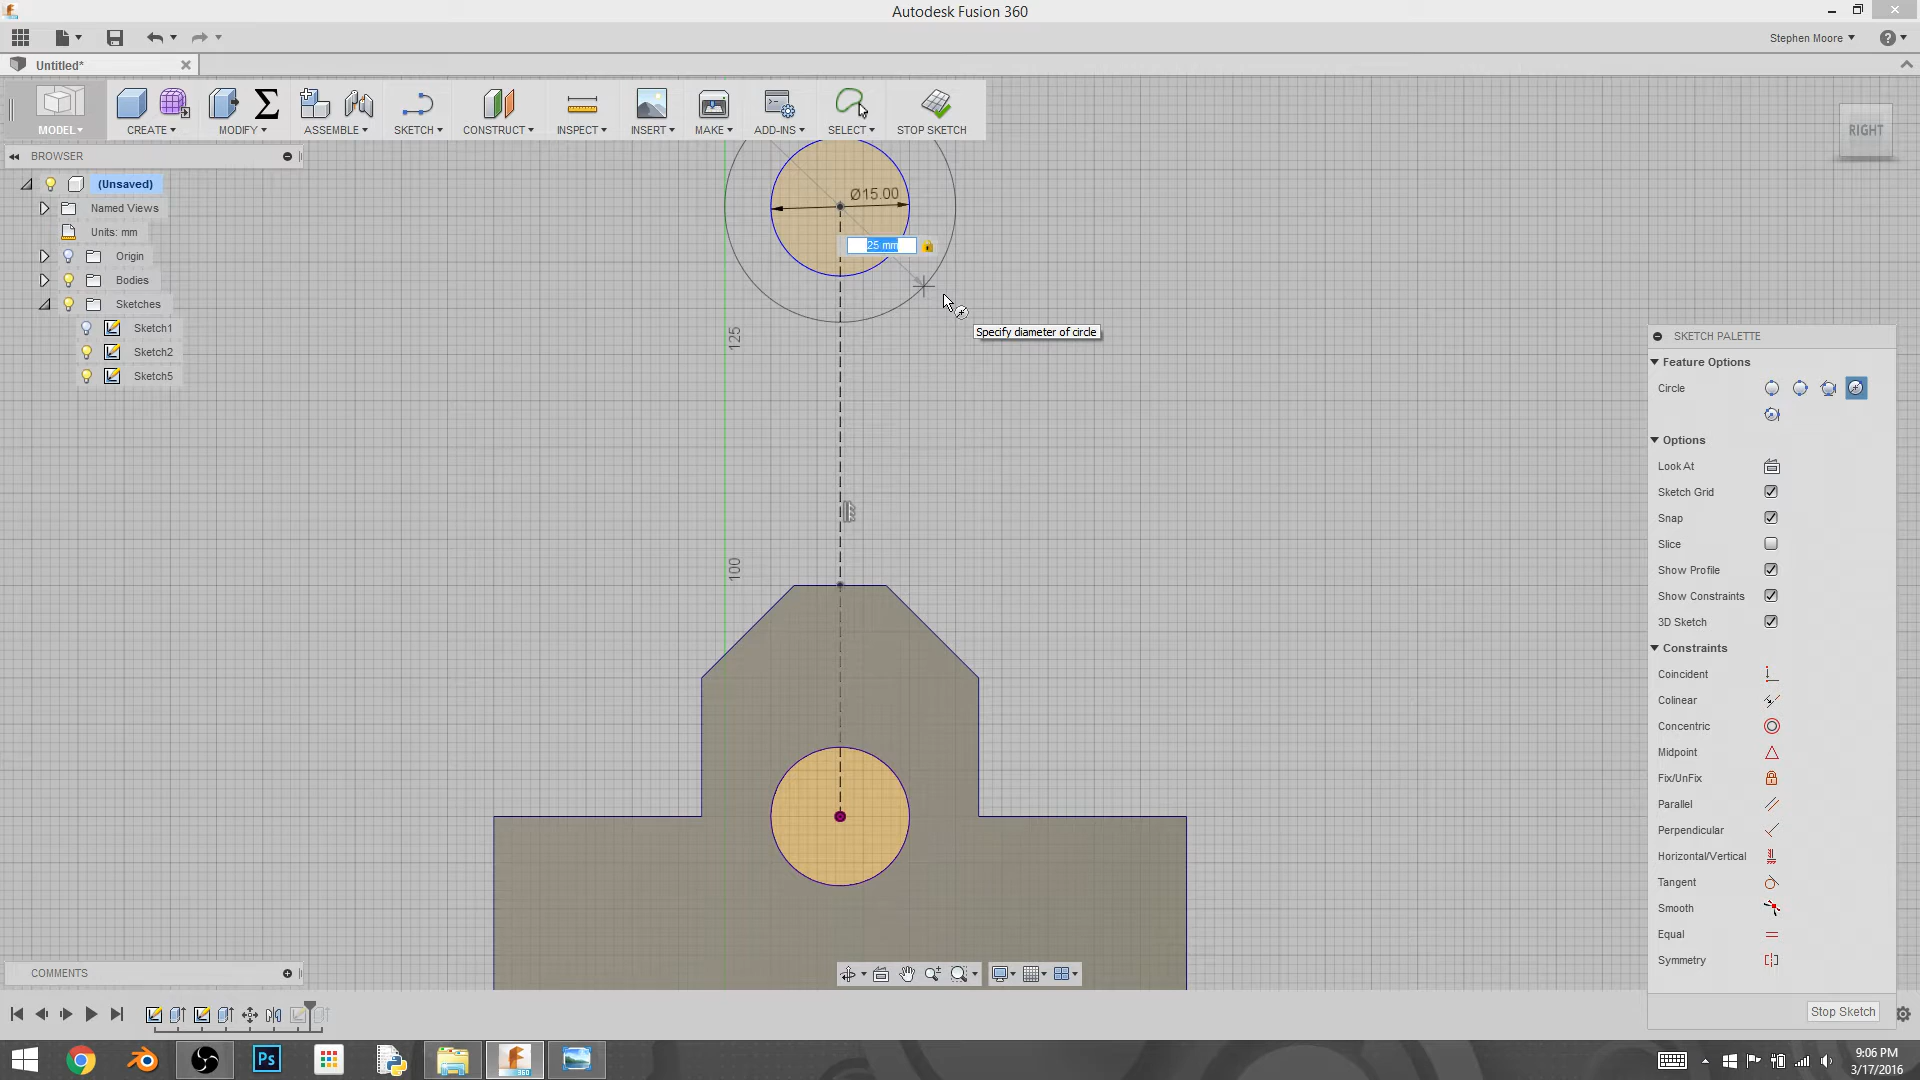 Autodesk Fusion 360
Stephen Moore
Untitled*
MODEL
CREATE
MODIFY
ASSEMBLE
SKETCH
CONSTRUCT
INSPECT
INSERT
MAKE
ADD-INS
SELECT
STOP SKETCH
RIGHT
BROWSER
(Unsaved)
Named Views
Units: mm
Origin
Bodies
Sketches
Sketch1
Sketch2
Sketch5
Ø15.00
25 mm
Specify diameter of circle
125
100
SKETCH PALETTE
Feature Options
Circle
Options
Look At
Sketch Grid
Snap
Slice
Show Profile
Show Constraints
3D Sketch
Constraints
Coincident
Colinear
Concentric
Midpoint
Fix/UnFix
Parallel
Perpendicular
Horizontal/Vertical
Tangent
Smooth
Equal
Symmetry
Stop Sketch
COMMENTS
Ps
360
9:06 PM
3/17/2016